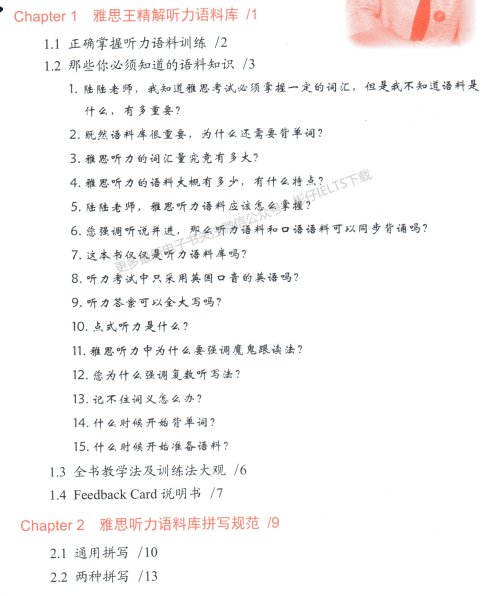 Chapter 1 雅思王精解听力语料库 /1
1.1 正确掌握听力语料训练 /2
1.2 那些你必须知道的语料知识 /3
1. 陆陆老师，我知道雅思考试必须掌握一定的词汇，但是我不知道语料是
什么，有多重要？
2. 既然语料库很重要，为什么还需要背单词？
3. 雅思听力的词汇量究竟有多大？
4. 雅思听力的语料大概有多少，有什么特点？
5. 陆陆老师，雅思听力语料应该怎么掌握？
6. 您强调听说并进，那么听力语料和口语语料可以同步背诵吗？
7. 这本书仅仅是听力语料库吗？
8. 听力考试中只采用英国口音的英语吗？
9. 听力答案可以全大写吗？
10. 点式听力是什么？
11. 雅思听力中为什么要强调魔鬼跟读法？
12. 您为什么强调复数听写法？
13. 记不住词义怎么办？
14. 什么时候开始背单词？
15. 什么时候开始准备语料？
1.3 全书教学法及训练法大观 /6
1.4 Feedback Card 说明书 /7
Chapter 2 雅思听力语料库拼写规范 /9
2.1 通用拼写 /10
2.2 两种拼写 /13